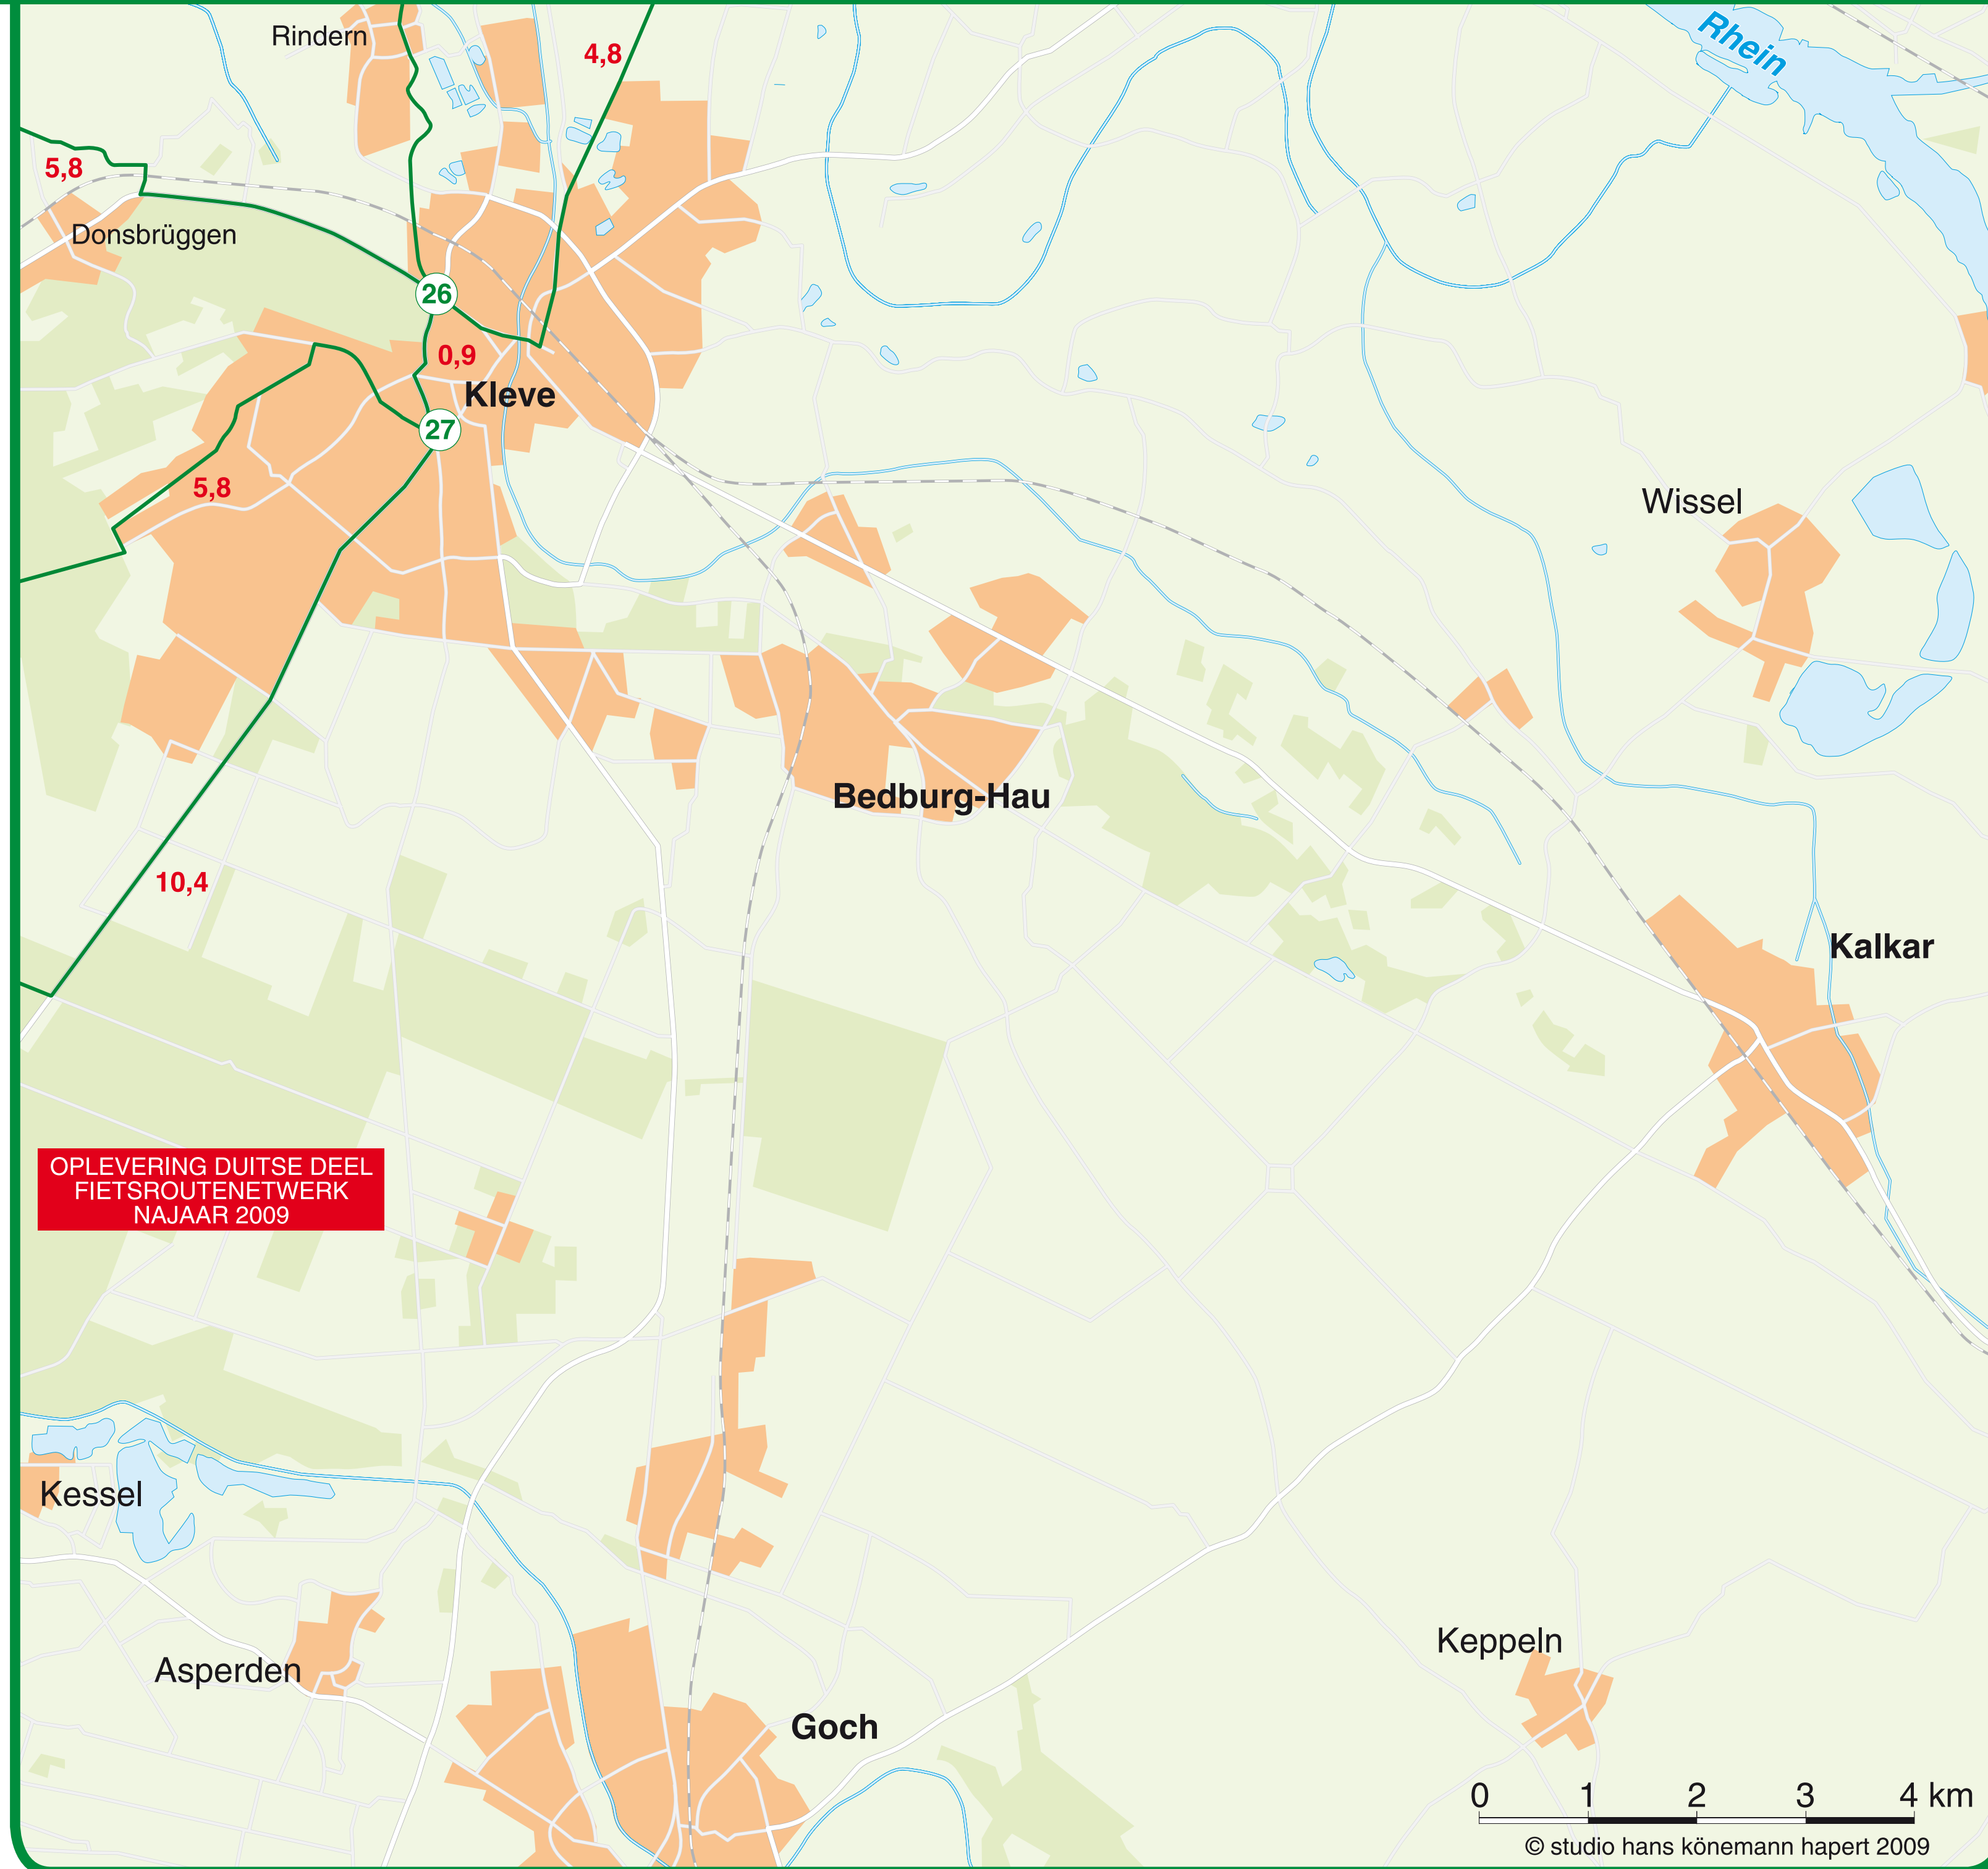 Rindern
4,8
Rhein
5,8
Donsbrüggen
26
0,9
Kleve
27
5,8
Wissel
Bedburg-Hau
10,4
Kalkar
OPLEVERING DUITSE DEEL
FIETSROUTENETWERK
NAJAAR 2009
Kessel
Asperden
Keppeln
Goch
0 1 2 3 4 km
© studio hans könemann hapert 2009